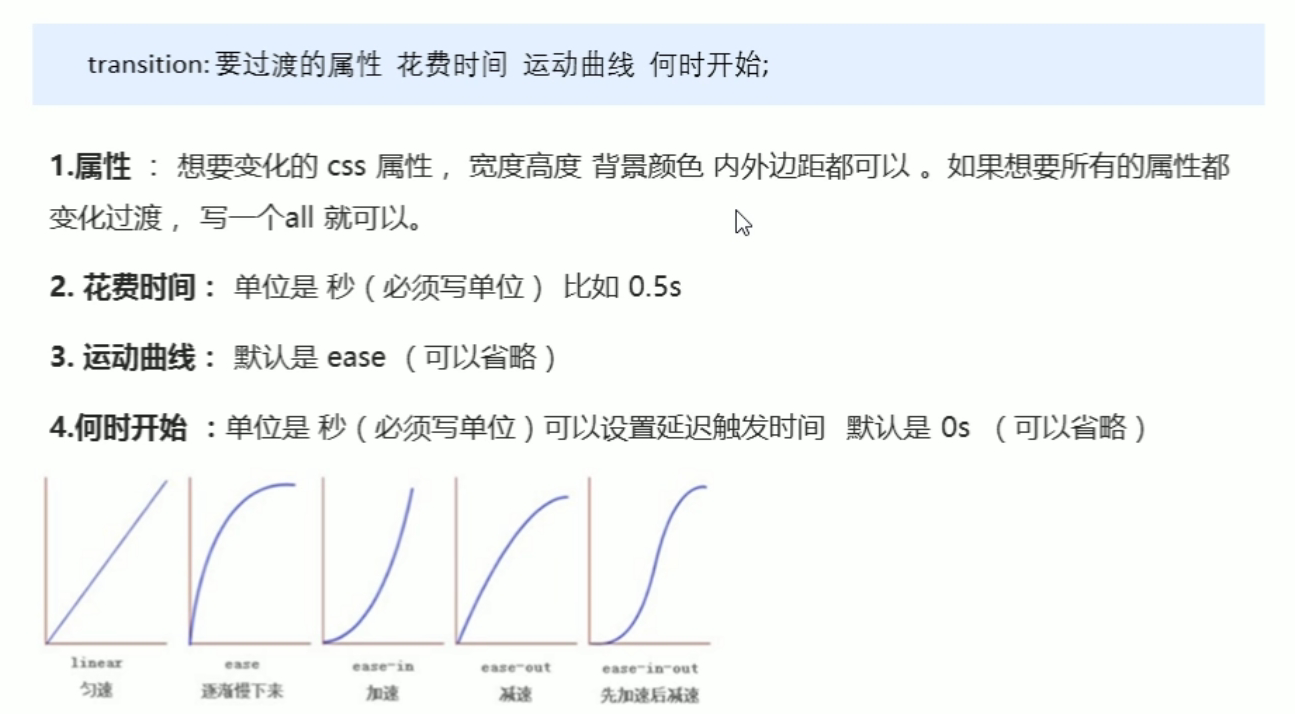 transition: 要过渡的属性 花费时间 运动曲线 何时开始;
1.属性 ： 想要变化的 css 属性， 宽度高度 背景颜色 内外边距都可以 。如果想要所有的属性都
变化过渡， 写一个all 就可以。
2. 花费时间： 单位是 秒（必须写单位） 比如 0.5s
3. 运动曲线： 默认是 ease （可以省略）
4.何时开始 ：单位是 秒（必须写单位）可以设置延迟触发时间 默认是 0s （可以省略）
linear ease ease-in ease-out ease-in-out
匀速 逐渐慢下来 加速 减速 先加速后减速